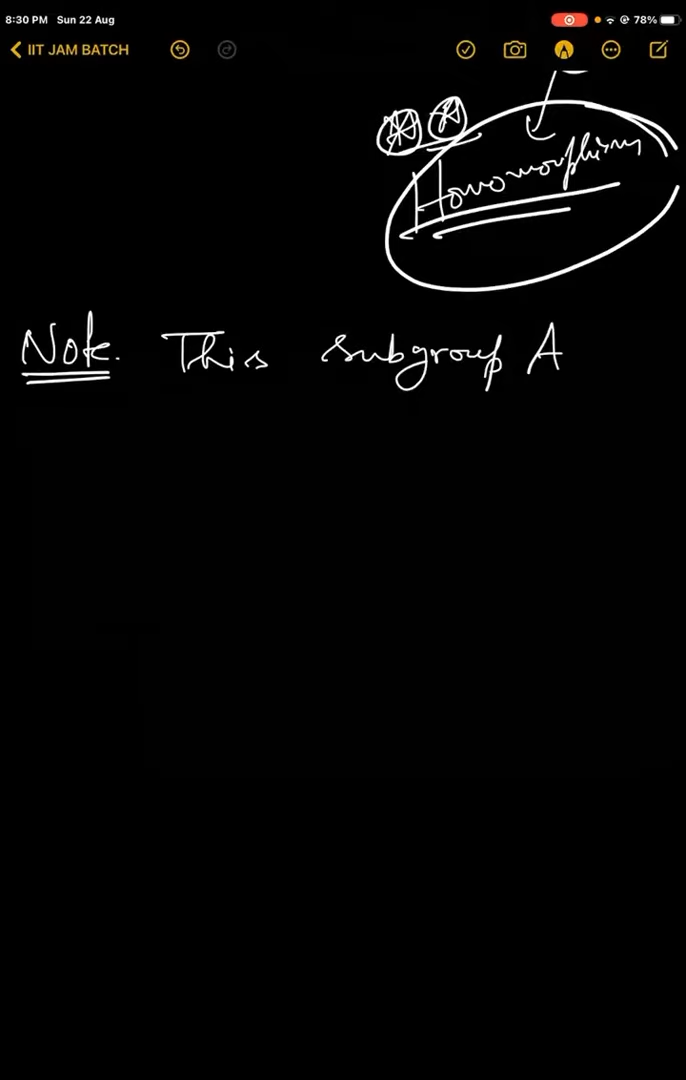 8:30 PM Sun 22 Aug 78%
IIT JAM BATCH
Homomorphism
Note. This subgroup A